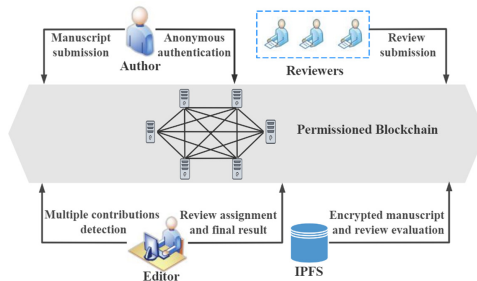 Manuscript
submission
Anonymous
authentication
Author
Reviewers
Review
submission
Permissioned Blockchain
Multiple contributions
detection
Review assignment
and final result
Encrypted manuscript
and review evaluation
Editor
IPFS